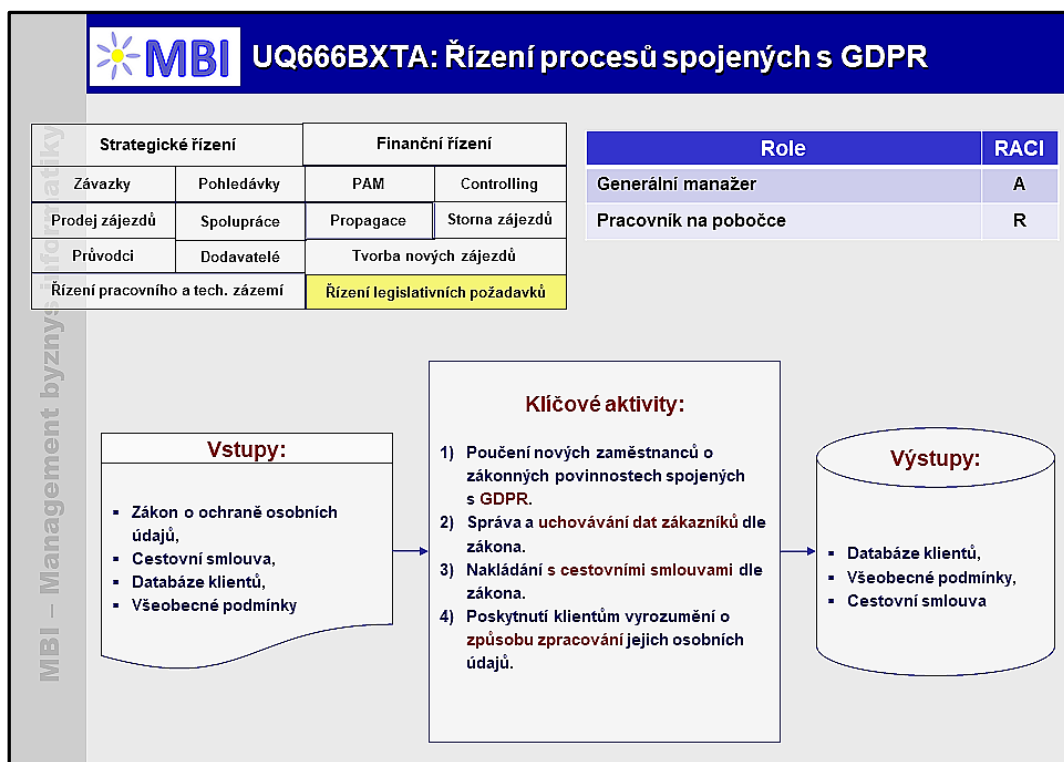 MBI
UQ666BXTA: Řízení procesů spojených s GDPR
MBI – Management byznys informatiky
Strategické řízení
Finanční řízení
Závazky
Pohledávky
PAM
Controlling
Prodej zájezdů
Spolupráce
Propagace
Storna zájezdů
Průvodci
Dodavatelé
Tvorba nových zájezdů
Řízení pracovního a tech. zázemí
Řízení legislativních požadavků
Role
RACI
Generální manažer
A
Pracovník na pobočce
R
Vstupy:
▪ Zákon o ochraně osobních
údajů,
▪ Cestovní smlouva,
▪ Databáze klientů,
▪ Všeobecné podmínky
Klíčové aktivity:
1) Poučení nových zaměstnanců o
zákonných povinnostech spojených
s GDPR.
2) Správa a uchovávání dat zákazníků dle
zákona.
3) Nakládání s cestovními smlouvami dle
zákona.
4) Poskytnutí klientům vyrozumění o
způsobu zpracování jejich osobních
údajů.
Výstupy:
▪ Databáze klientů,
▪ Všeobecné podmínky,
▪ Cestovní smlouva